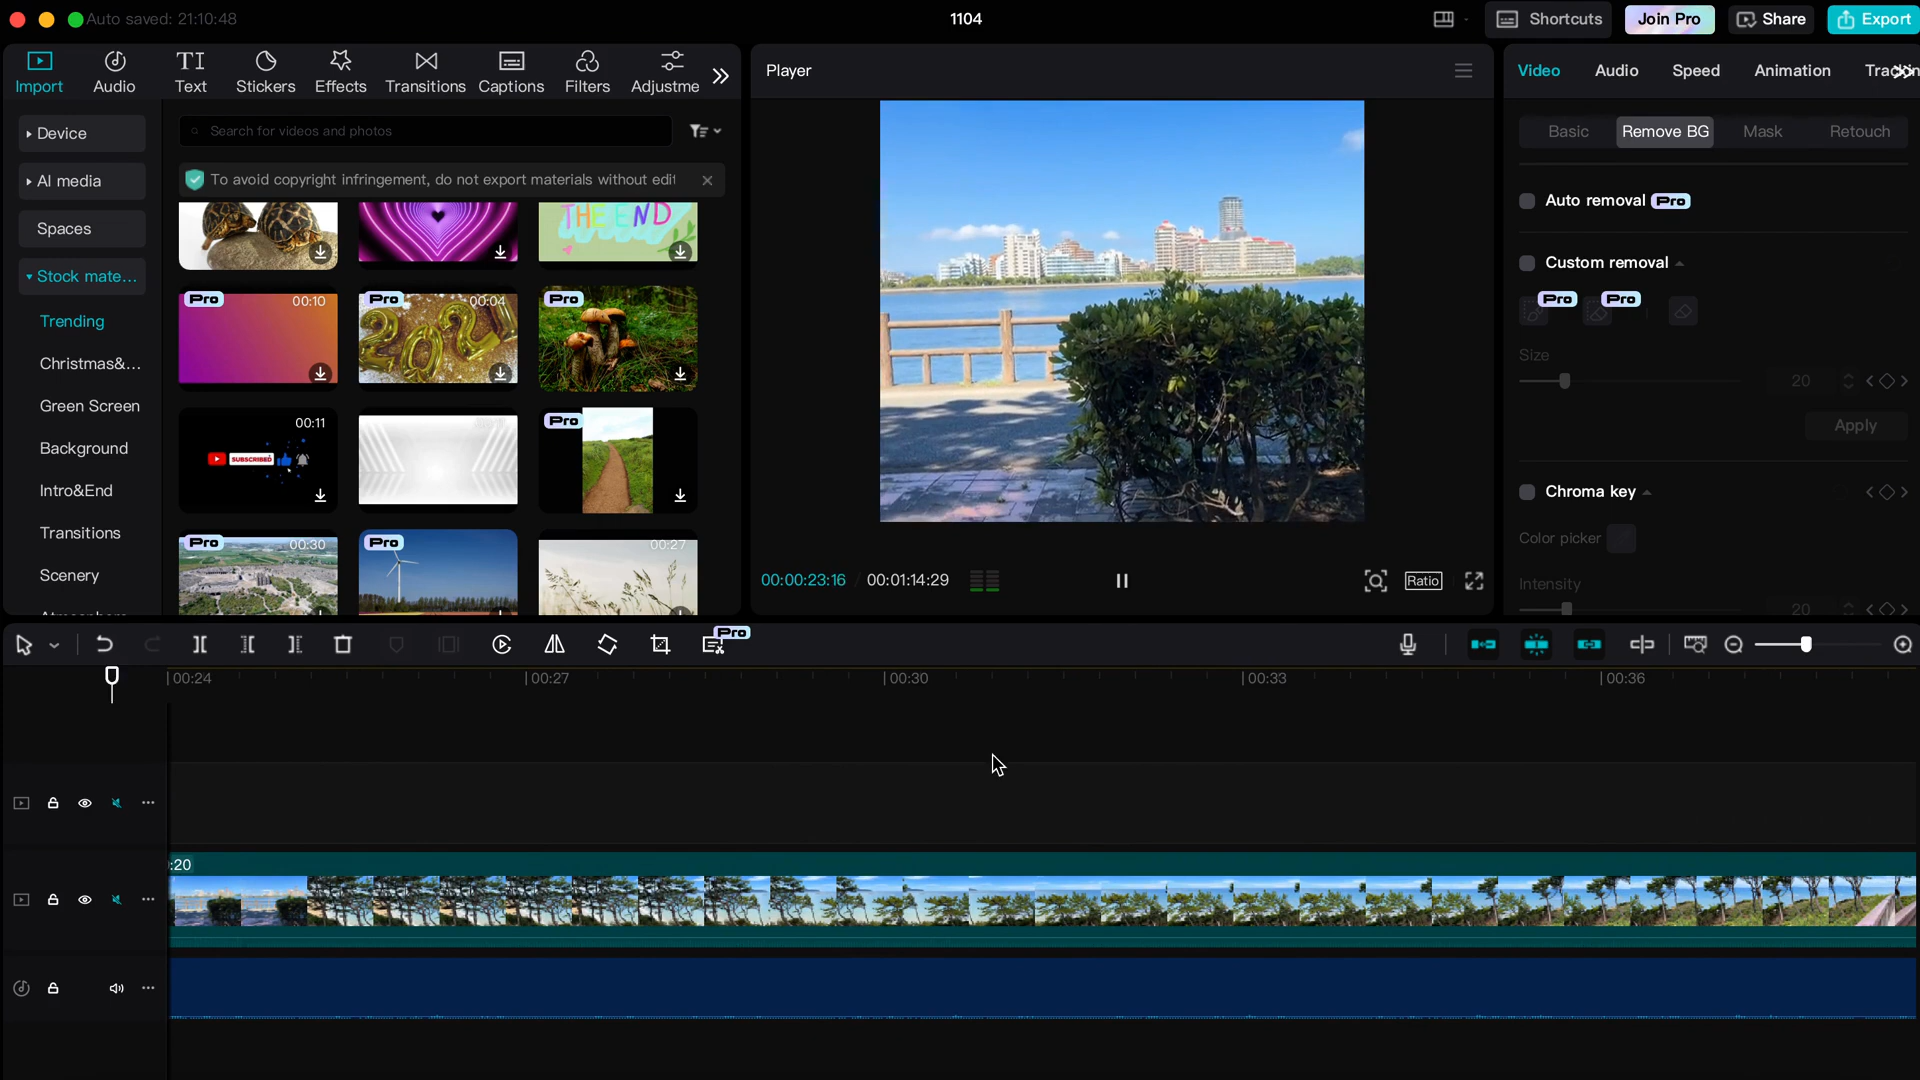 Auto saved: 21:10:48
1104
Shortcuts
Join Pro
Share
Export
Import
Audio
Text
Stickers
Effects
Transitions
Captions
Filters
Adjustme
Player
Video
Audio
Speed
Animation
Device
AI media
Spaces
Stock mate...
Trending
Christmas&...
Green Screen
Background
Intro&End
Transitions
Scenery
Search for videos and photos
To avoid copyright infringement, do not export materials without edit
THE END
Pro
00:10
Pro
00:04
Pro
2021
00:11
SUBSCRIBED
Pro
Pro
00:30
Pro
00:27
00:00:23:16 / 00:01:14:29
Ratio
Basic
Remove BG
Mask
Retouch
Auto removal Pro
Custom removal
Pro
Pro
Size
20
Apply
Chroma key
Color picker
Intensity
20
Pro
00:24
00:27
00:30
00:33
00:36
:20